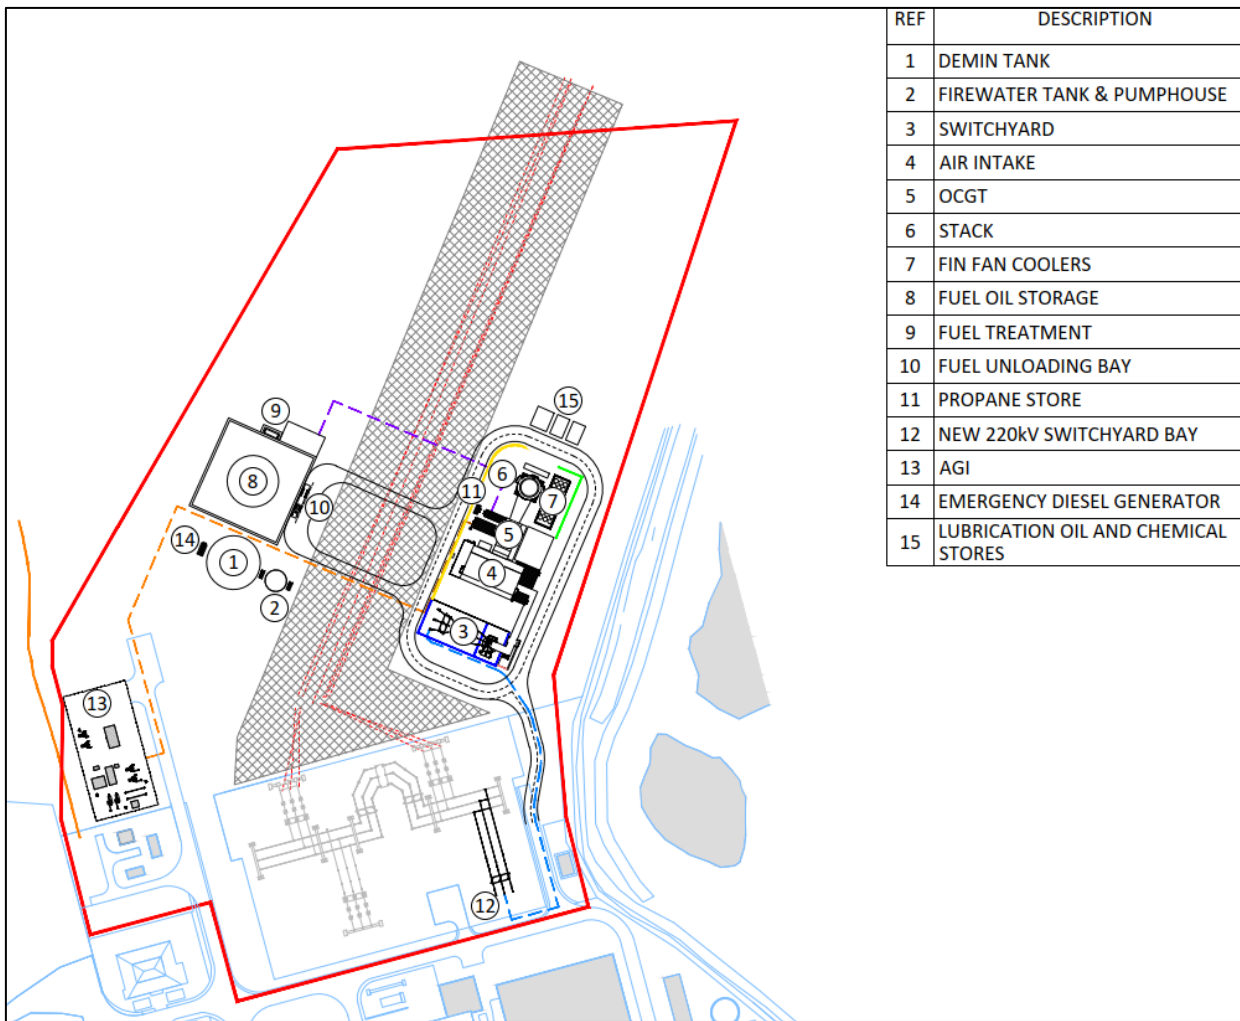 REF DESCRIPTION
1 DEMIN TANK
2 FIREWATER TANK & PUMPHOUSE
3 SWITCHYARD
4 AIR INTAKE
5 OCGT
6 STACK
7 FIN FAN COOLERS
8 FUEL OIL STORAGE
9 FUEL TREATMENT
10 FUEL UNLOADING BAY
11 PROPANE STORE
12 NEW 220kV SWITCHYARD BAY
13 AGI
14 EMERGENCY DIESEL GENERATOR
15 LUBRICATION OIL AND CHEMICAL
STORES
15
9
6
8
11
7
10
5
14
1
4
2
3
13
12